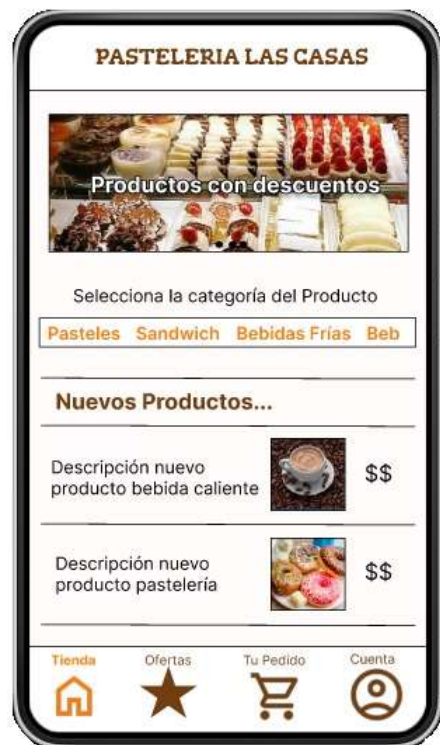 PASTELERIA LAS CASAS
Productos con descuentos
Selecciona la categoría del Producto
Pasteles Sandwich Bebidas Frías Beb
Nuevos Productos...
Descripción nuevo
producto bebida caliente
$$
Descripción nuevo
producto pastelería
$$
Tienda Ofertas Tu Pedido Cuenta